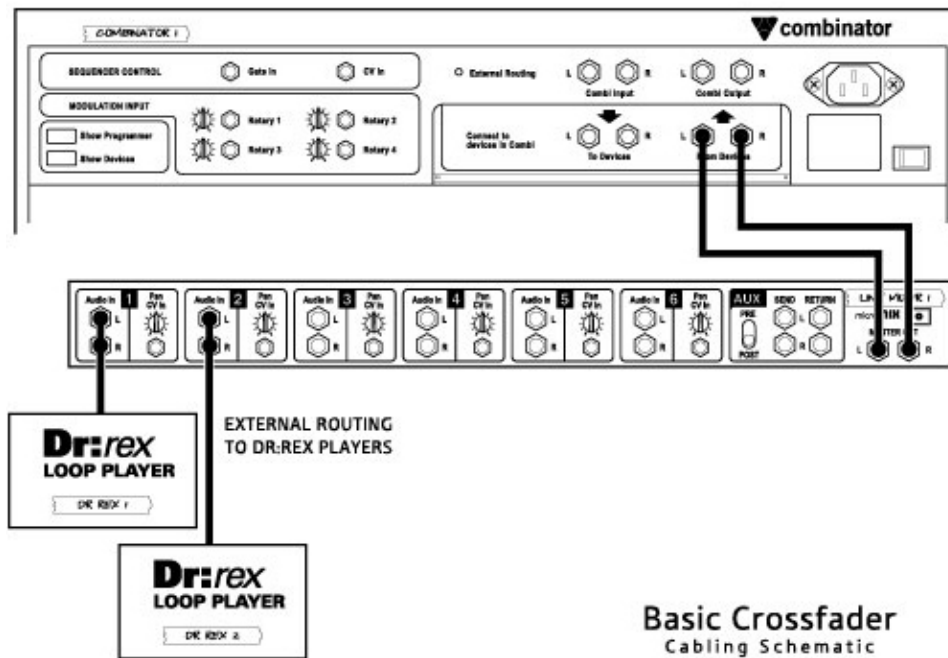 COMBINATOR 1
combinator
SEQUENCER CONTROL Gate In CV In
External Routing L R Combi Input L R Combi Output
MODULATION INPUT
Show Programmer
Show Devices
Rotary 1 Rotary 2
Rotary 3 Rotary 4
Connect to
devices in Combi
L R To Devices
L R From Devices
Audio In 1 Pan CV In L R
Audio In 2 Pan CV In L R
Audio In 3 Pan CV In L R
Audio In 4 Pan CV In L R
Audio In 5 Pan CV In L R
Audio In 6 Pan CV In L R
AUX SEND RETURN
PRE L
POST R
LINE MIXER 1
micro
L R
Dr:rex
LOOP PLAYER
DR REX 1
EXTERNAL ROUTING
TO DR:REX PLAYERS
Dr:rex
LOOP PLAYER
DR REX 2
Basic Crossfader
Cabling Schematic